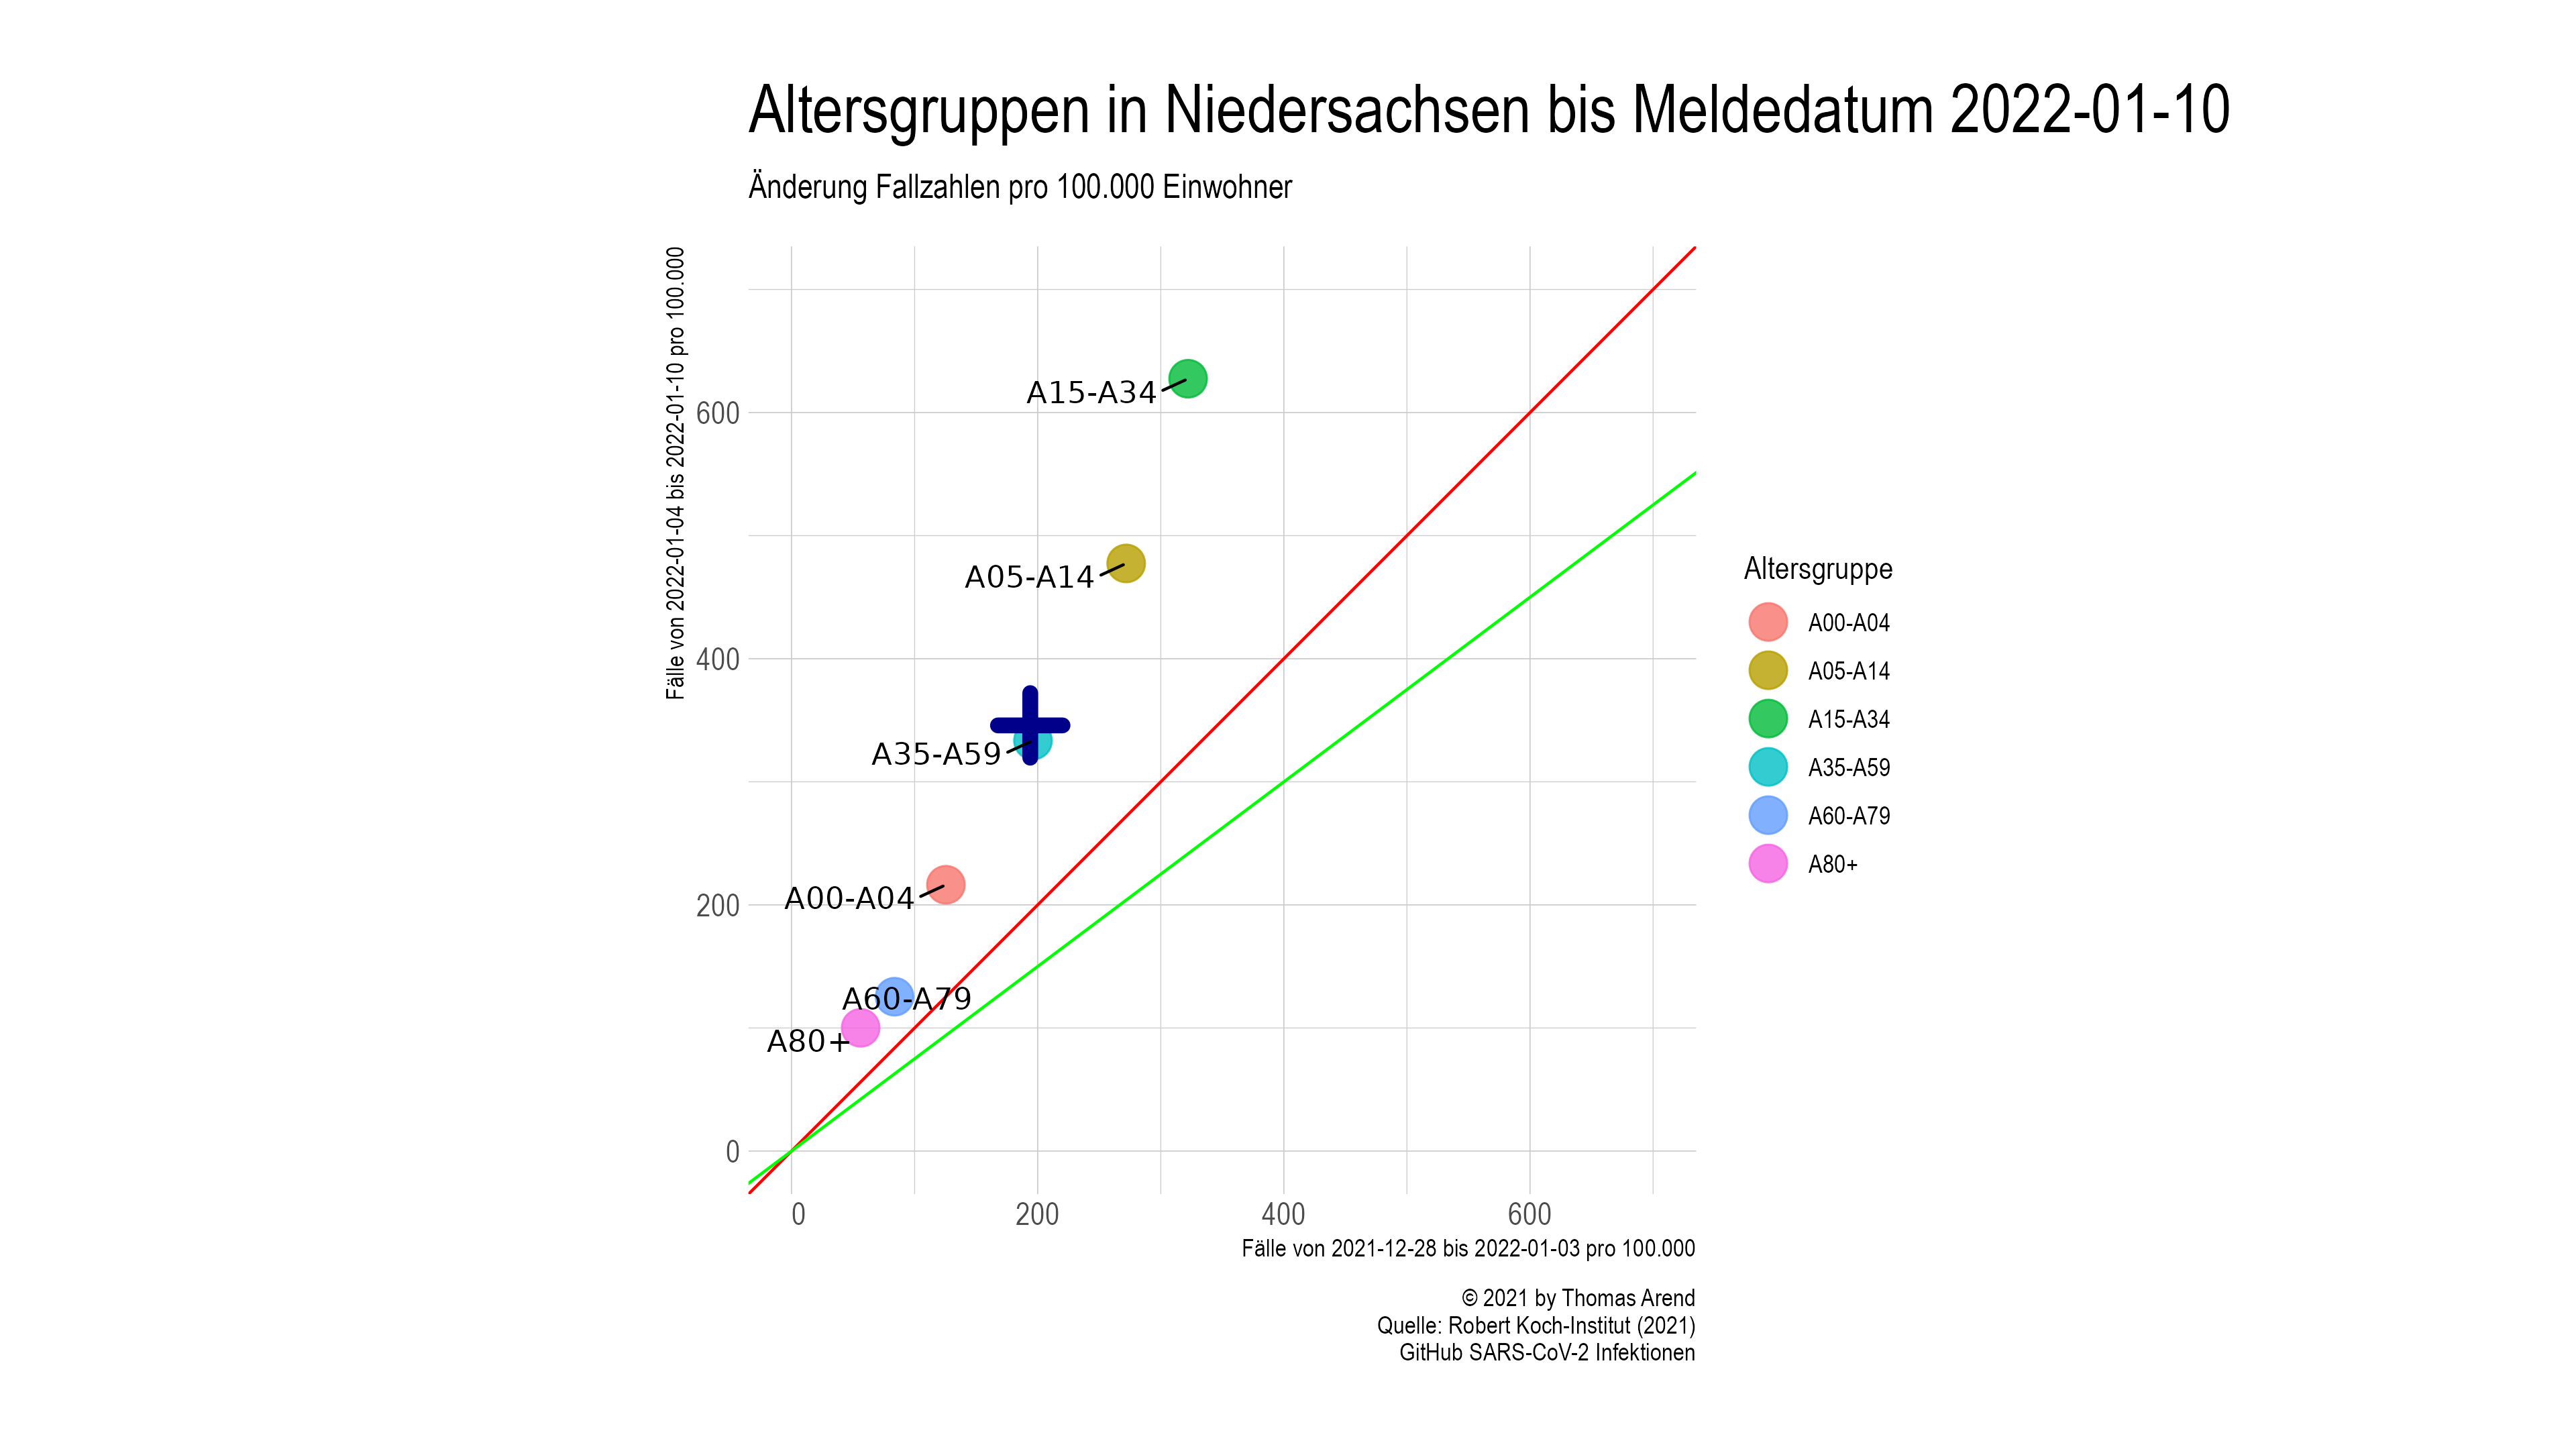 Altersgruppen in Niedersachsen bis Meldedatum 2022-01-10
Änderung Fallzahlen pro 100.000 Einwohner
Fälle von 2022-01-04 bis 2022-01-10 pro 100.000
600
400
200
0
A15-A34
A05-A14
A35-A59
A00-A04
A60-A79
A80+
0
200
400
600
Fälle von 2021-12-28 bis 2022-01-03 pro 100.000
Altersgruppe
A00-A04
A05-A14
A15-A34
A35-A59
A60-A79
A80+
© 2021 by Thomas Arend
Quelle: Robert Koch-Institut (2021)
GitHub SARS-CoV-2 Infektionen